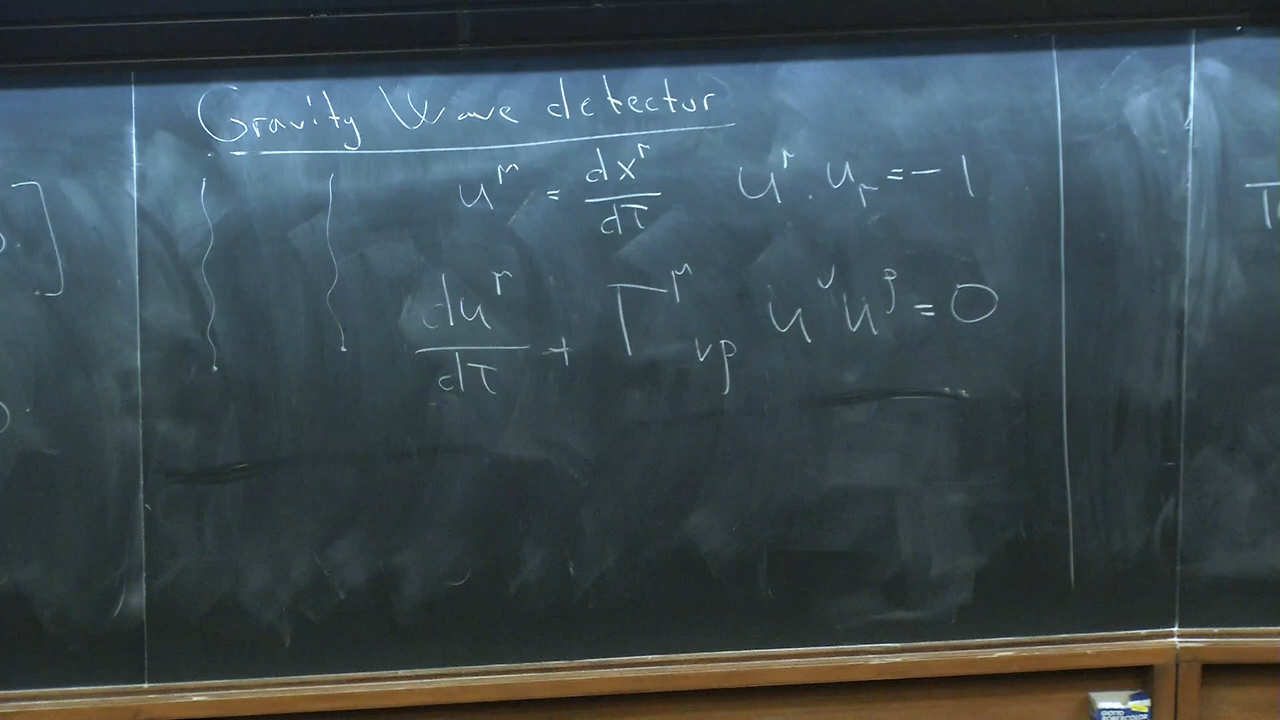 Gravity Wave detector
u^μ = dx^μ/dτ   u^μ · u_μ = -1
du^μ/dτ + Γ^μ_νρ u^ν u^ρ = 0